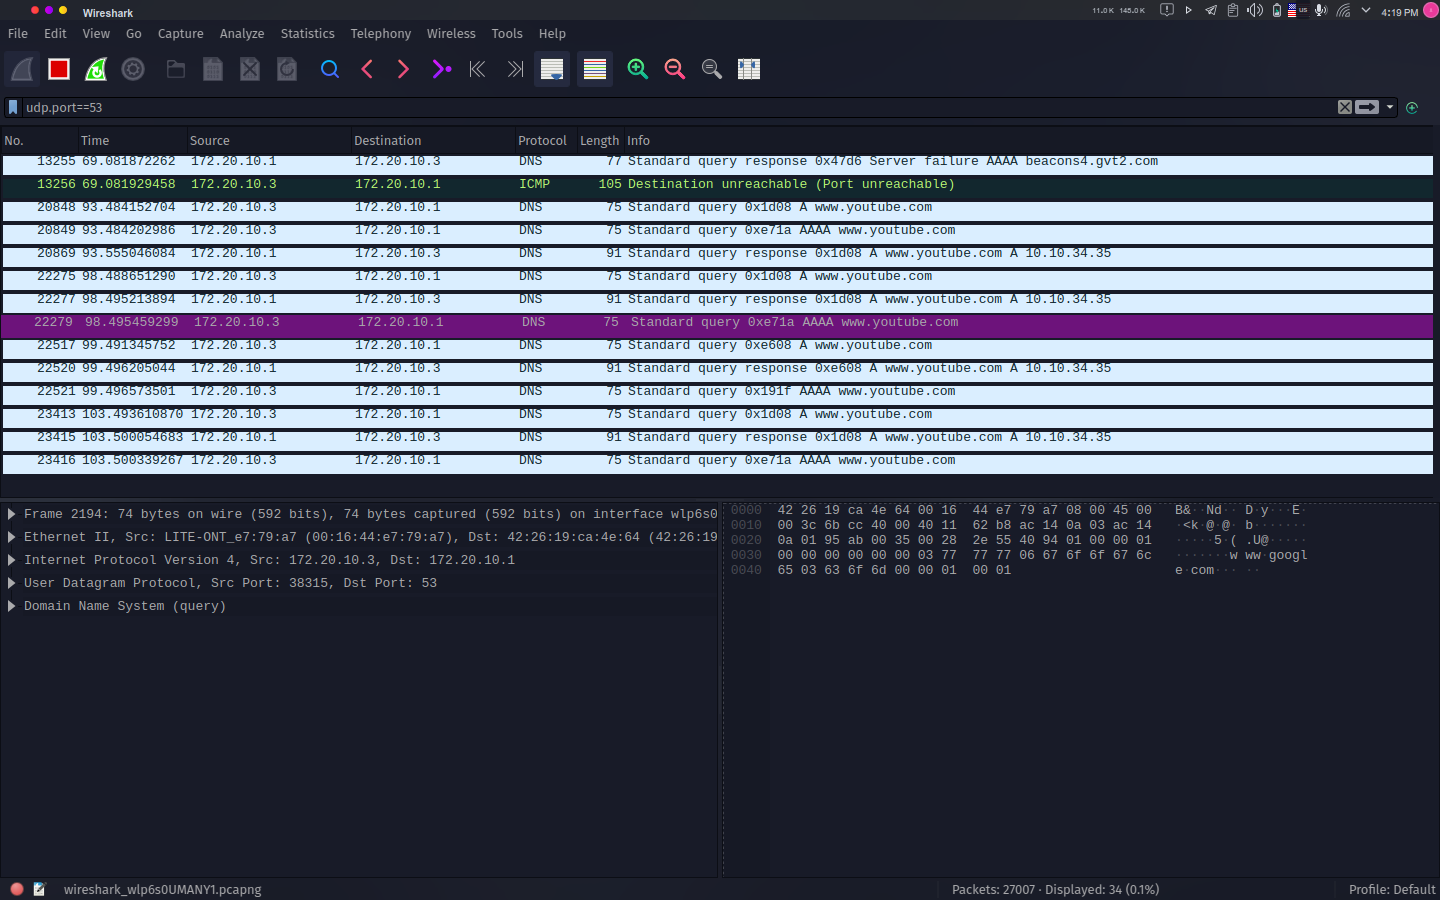 Wireshark
11.0 K 145.0 K
US
4:19 PM
File Edit View Go Capture Analyze Statistics Telephony Wireless Tools Help
udp.port==53
No. Time Source Destination Protocol Length Info
13255 69.081872262 172.20.10.1 172.20.10.3 DNS 77 Standard query response 0x47d6 Server failure AAAA beacons4.gvt2.com
13256 69.081929458 172.20.10.3 172.20.10.1 ICMP 105 Destination unreachable (Port unreachable)
20848 93.484152704 172.20.10.3 172.20.10.1 DNS 75 Standard query 0x1d08 A www.youtube.com
20849 93.484202986 172.20.10.3 172.20.10.1 DNS 75 Standard query 0xe71a AAAA www.youtube.com
20869 93.555046084 172.20.10.1 172.20.10.3 DNS 91 Standard query response 0x1d08 A www.youtube.com A 10.10.34.35
22275 98.488651290 172.20.10.3 172.20.10.1 DNS 75 Standard query 0x1d08 A www.youtube.com
22277 98.495213894 172.20.10.1 172.20.10.3 DNS 91 Standard query response 0x1d08 A www.youtube.com A 10.10.34.35
22279 98.495459299 172.20.10.3 172.20.10.1 DNS 75 Standard query 0xe71a AAAA www.youtube.com
22517 99.491345752 172.20.10.3 172.20.10.1 DNS 75 Standard query 0xe608 A www.youtube.com
22520 99.496205044 172.20.10.1 172.20.10.3 DNS 91 Standard query response 0xe608 A www.youtube.com A 10.10.34.35
22521 99.496573501 172.20.10.3 172.20.10.1 DNS 75 Standard query 0x191f AAAA www.youtube.com
23413 103.493610870 172.20.10.3 172.20.10.1 DNS 75 Standard query 0x1d08 A www.youtube.com
23415 103.500054683 172.20.10.1 172.20.10.3 DNS 91 Standard query response 0x1d08 A www.youtube.com A 10.10.34.35
23416 103.500339267 172.20.10.3 172.20.10.1 DNS 75 Standard query 0xe71a AAAA www.youtube.com
Frame 2194: 74 bytes on wire (592 bits), 74 bytes captured (592 bits) on interface wlp6s0
Ethernet II, Src: LITE-ONT_e7:79:a7 (00:16:44:e7:79:a7), Dst: 42:26:19:ca:4e:64 (42:26:19
Internet Protocol Version 4, Src: 172.20.10.3, Dst: 172.20.10.1
User Datagram Protocol, Src Port: 38315, Dst Port: 53
Domain Name System (query)
0000 42 26 19 ca 4e 64 00 16 44 e7 79 a7 08 00 45 00 B&··Nd·· D·y···E·
0010 00 3c 6b cc 40 00 40 11 62 b8 ac 14 0a 03 ac 14 ·<k·@·@· b·······
0020 0a 01 95 ab 00 35 00 28 2e 55 40 94 01 00 00 01 ·····5·( .U@·····
0030 00 00 00 00 00 00 03 77 77 77 06 67 6f 6f 67 6c ·······w ww·googl
0040 65 03 63 6f 6d 00 00 01 00 01 e·com··· ··
wireshark_wlp6s0UMANY1.pcapng
Packets: 27007 · Displayed: 34 (0.1%)
Profile: Default